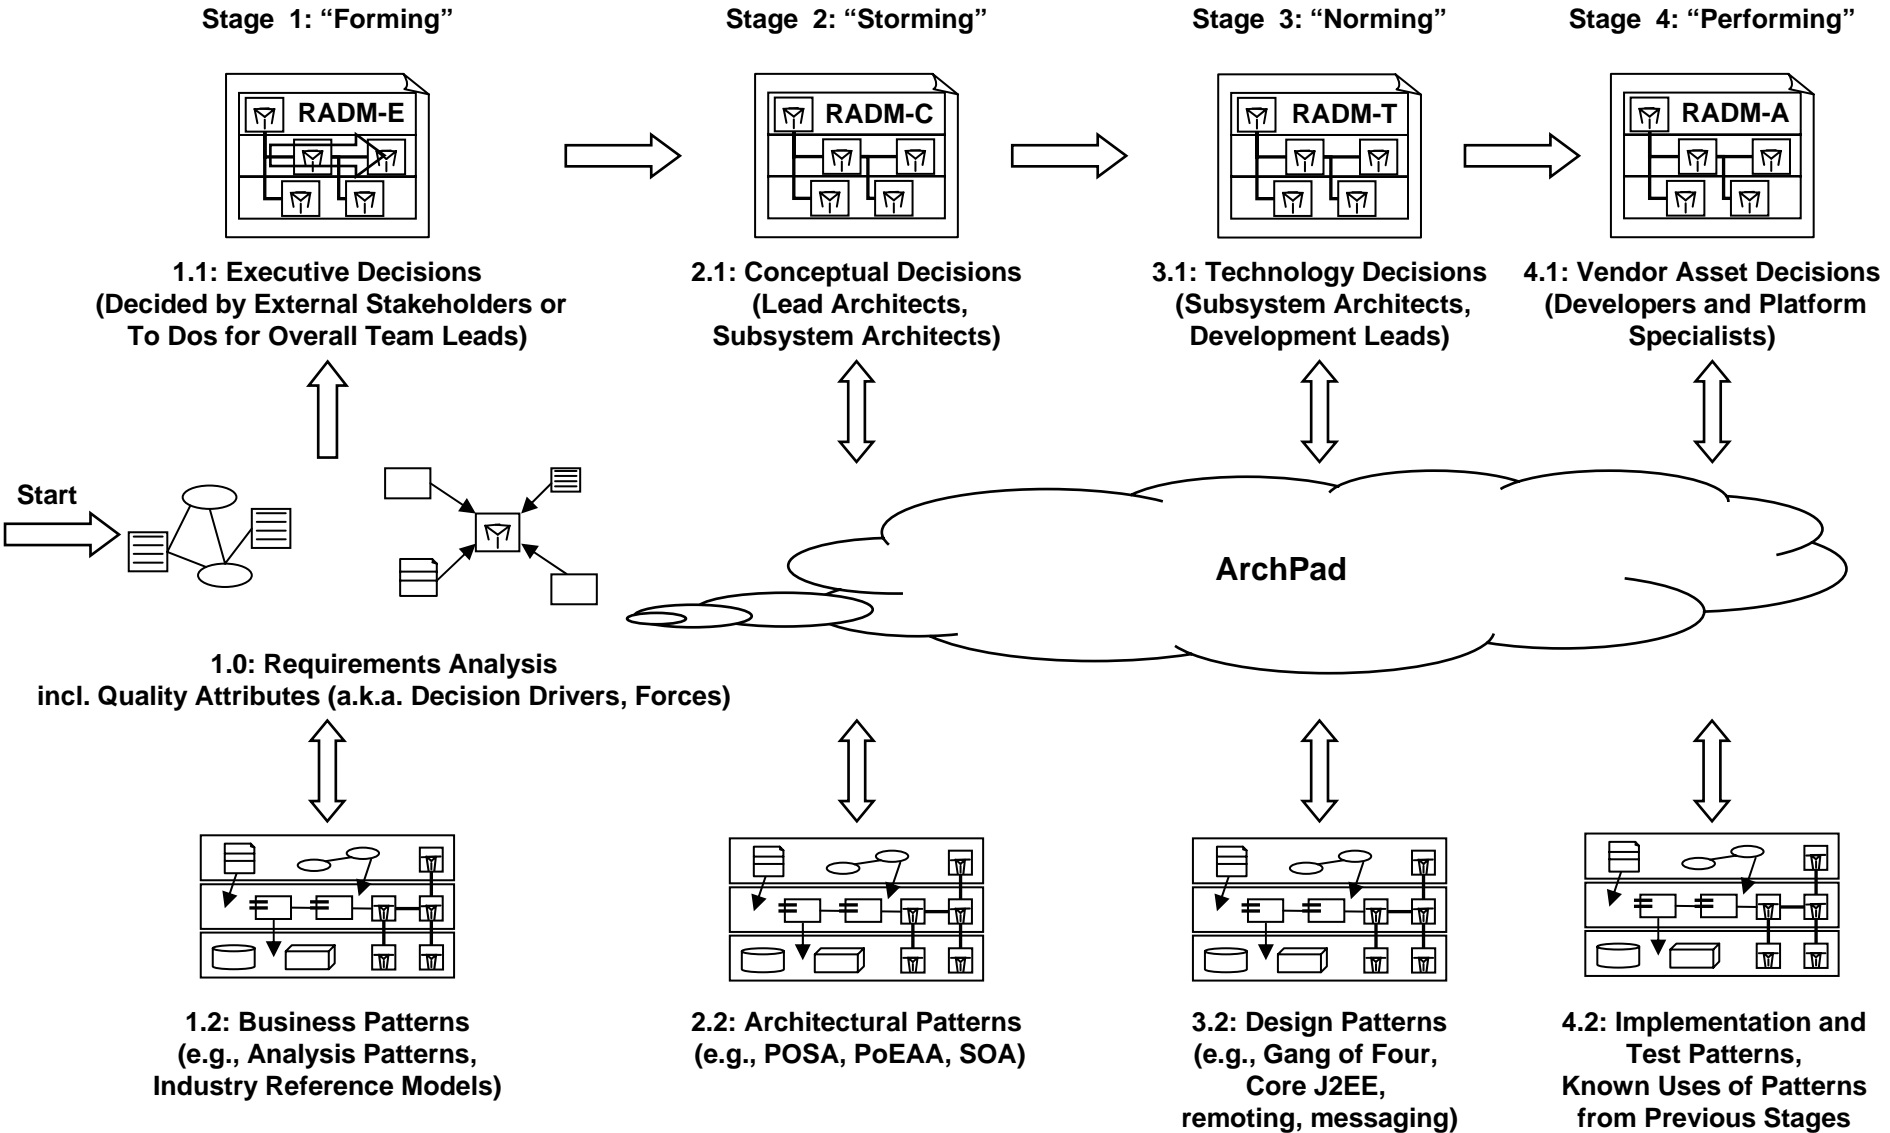 Stage 1: “Forming”
Stage 2: “Storming”
Stage 3: “Norming”
Stage 4: “Performing”
RADM-E
RADM-C
RADM-T
RADM-A
1.1: Executive Decisions
(Decided by External Stakeholders or
To Dos for Overall Team Leads)
2.1: Conceptual Decisions
(Lead Architects,
Subsystem Architects)
3.1: Technology Decisions
(Subsystem Architects,
Development Leads)
4.1: Vendor Asset Decisions
(Developers and Platform
Specialists)
Start
ArchPad
1.0: Requirements Analysis
incl. Quality Attributes (a.k.a. Decision Drivers, Forces)
1.2: Business Patterns
(e.g., Analysis Patterns,
Industry Reference Models)
2.2: Architectural Patterns
(e.g., POSA, PoEAA, SOA)
3.2: Design Patterns
(e.g., Gang of Four,
Core J2EE,
remoting, messaging)
4.2: Implementation and
Test Patterns,
Known Uses of Patterns
from Previous Stages